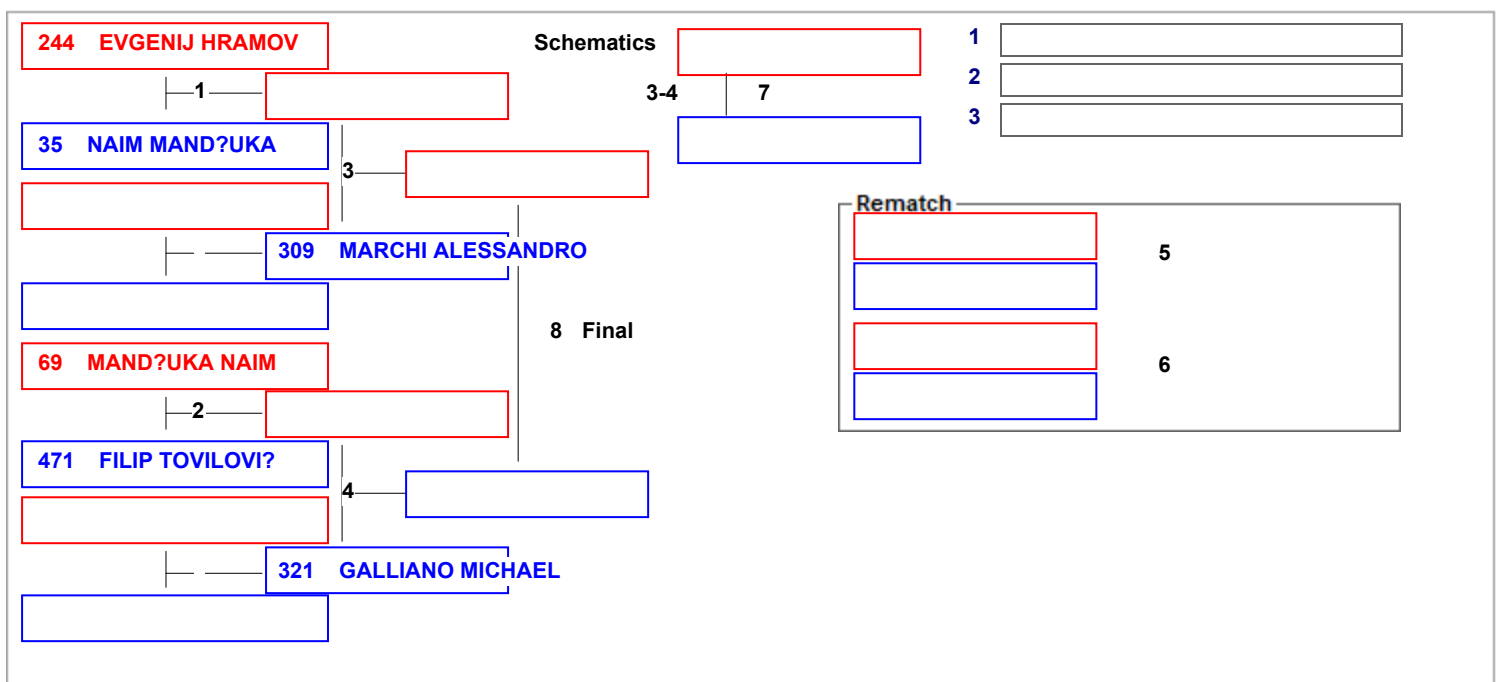 244 EVGENIJ HRAMOV
1
35 NAIM MAND?UKA
3
309 MARCHI ALESSANDRO
8 Final
69 MAND?UKA NAIM
2
471 FILIP TOVILOVI?
4
321 GALLIANO MICHAEL
Schematics
3-4 7
1
2
3
Rematch
5
6